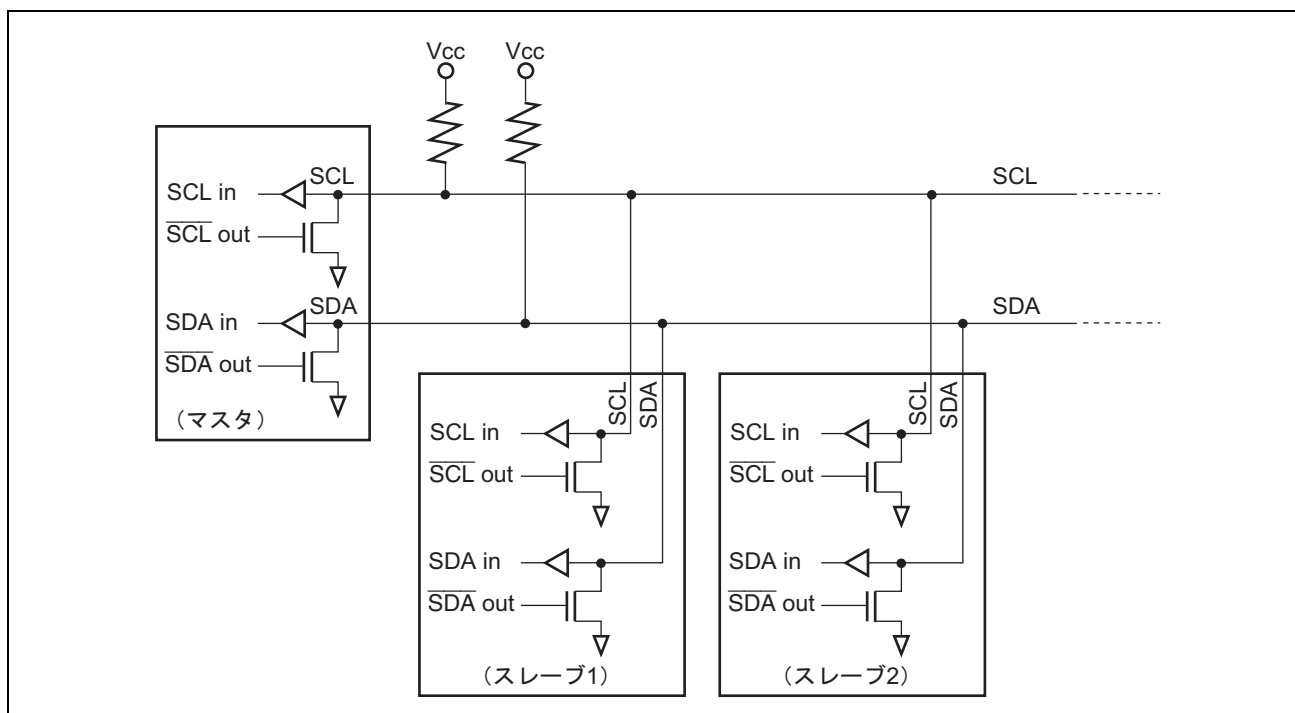 Vcc Vcc
SCL
SCL in
SCL
SCL out
SDA
SDA in
SDA
SDA out
（マスタ）
SCL
SDA
SCL in
SCL out
SDA in
SDA out
（スレーブ1）
SCL
SDA
SCL in
SCL out
SDA in
SDA out
（スレーブ2）